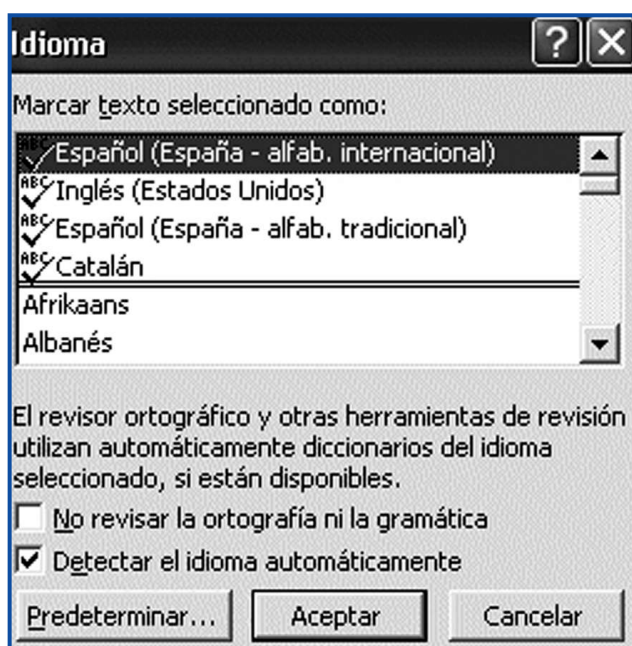 Idioma
Marcar texto seleccionado como:
Español (España - alfab. internacional)
Inglés (Estados Unidos)
Español (España - alfab. tradicional)
Catalán
Afrikaans
Albanés
El revisor ortográfico y otras herramientas de revisión
utilizan automáticamente diccionarios del idioma
seleccionado, si están disponibles.
No revisar la ortografía ni la gramática
Detectar el idioma automáticamente
Predeterminar... Aceptar Cancelar